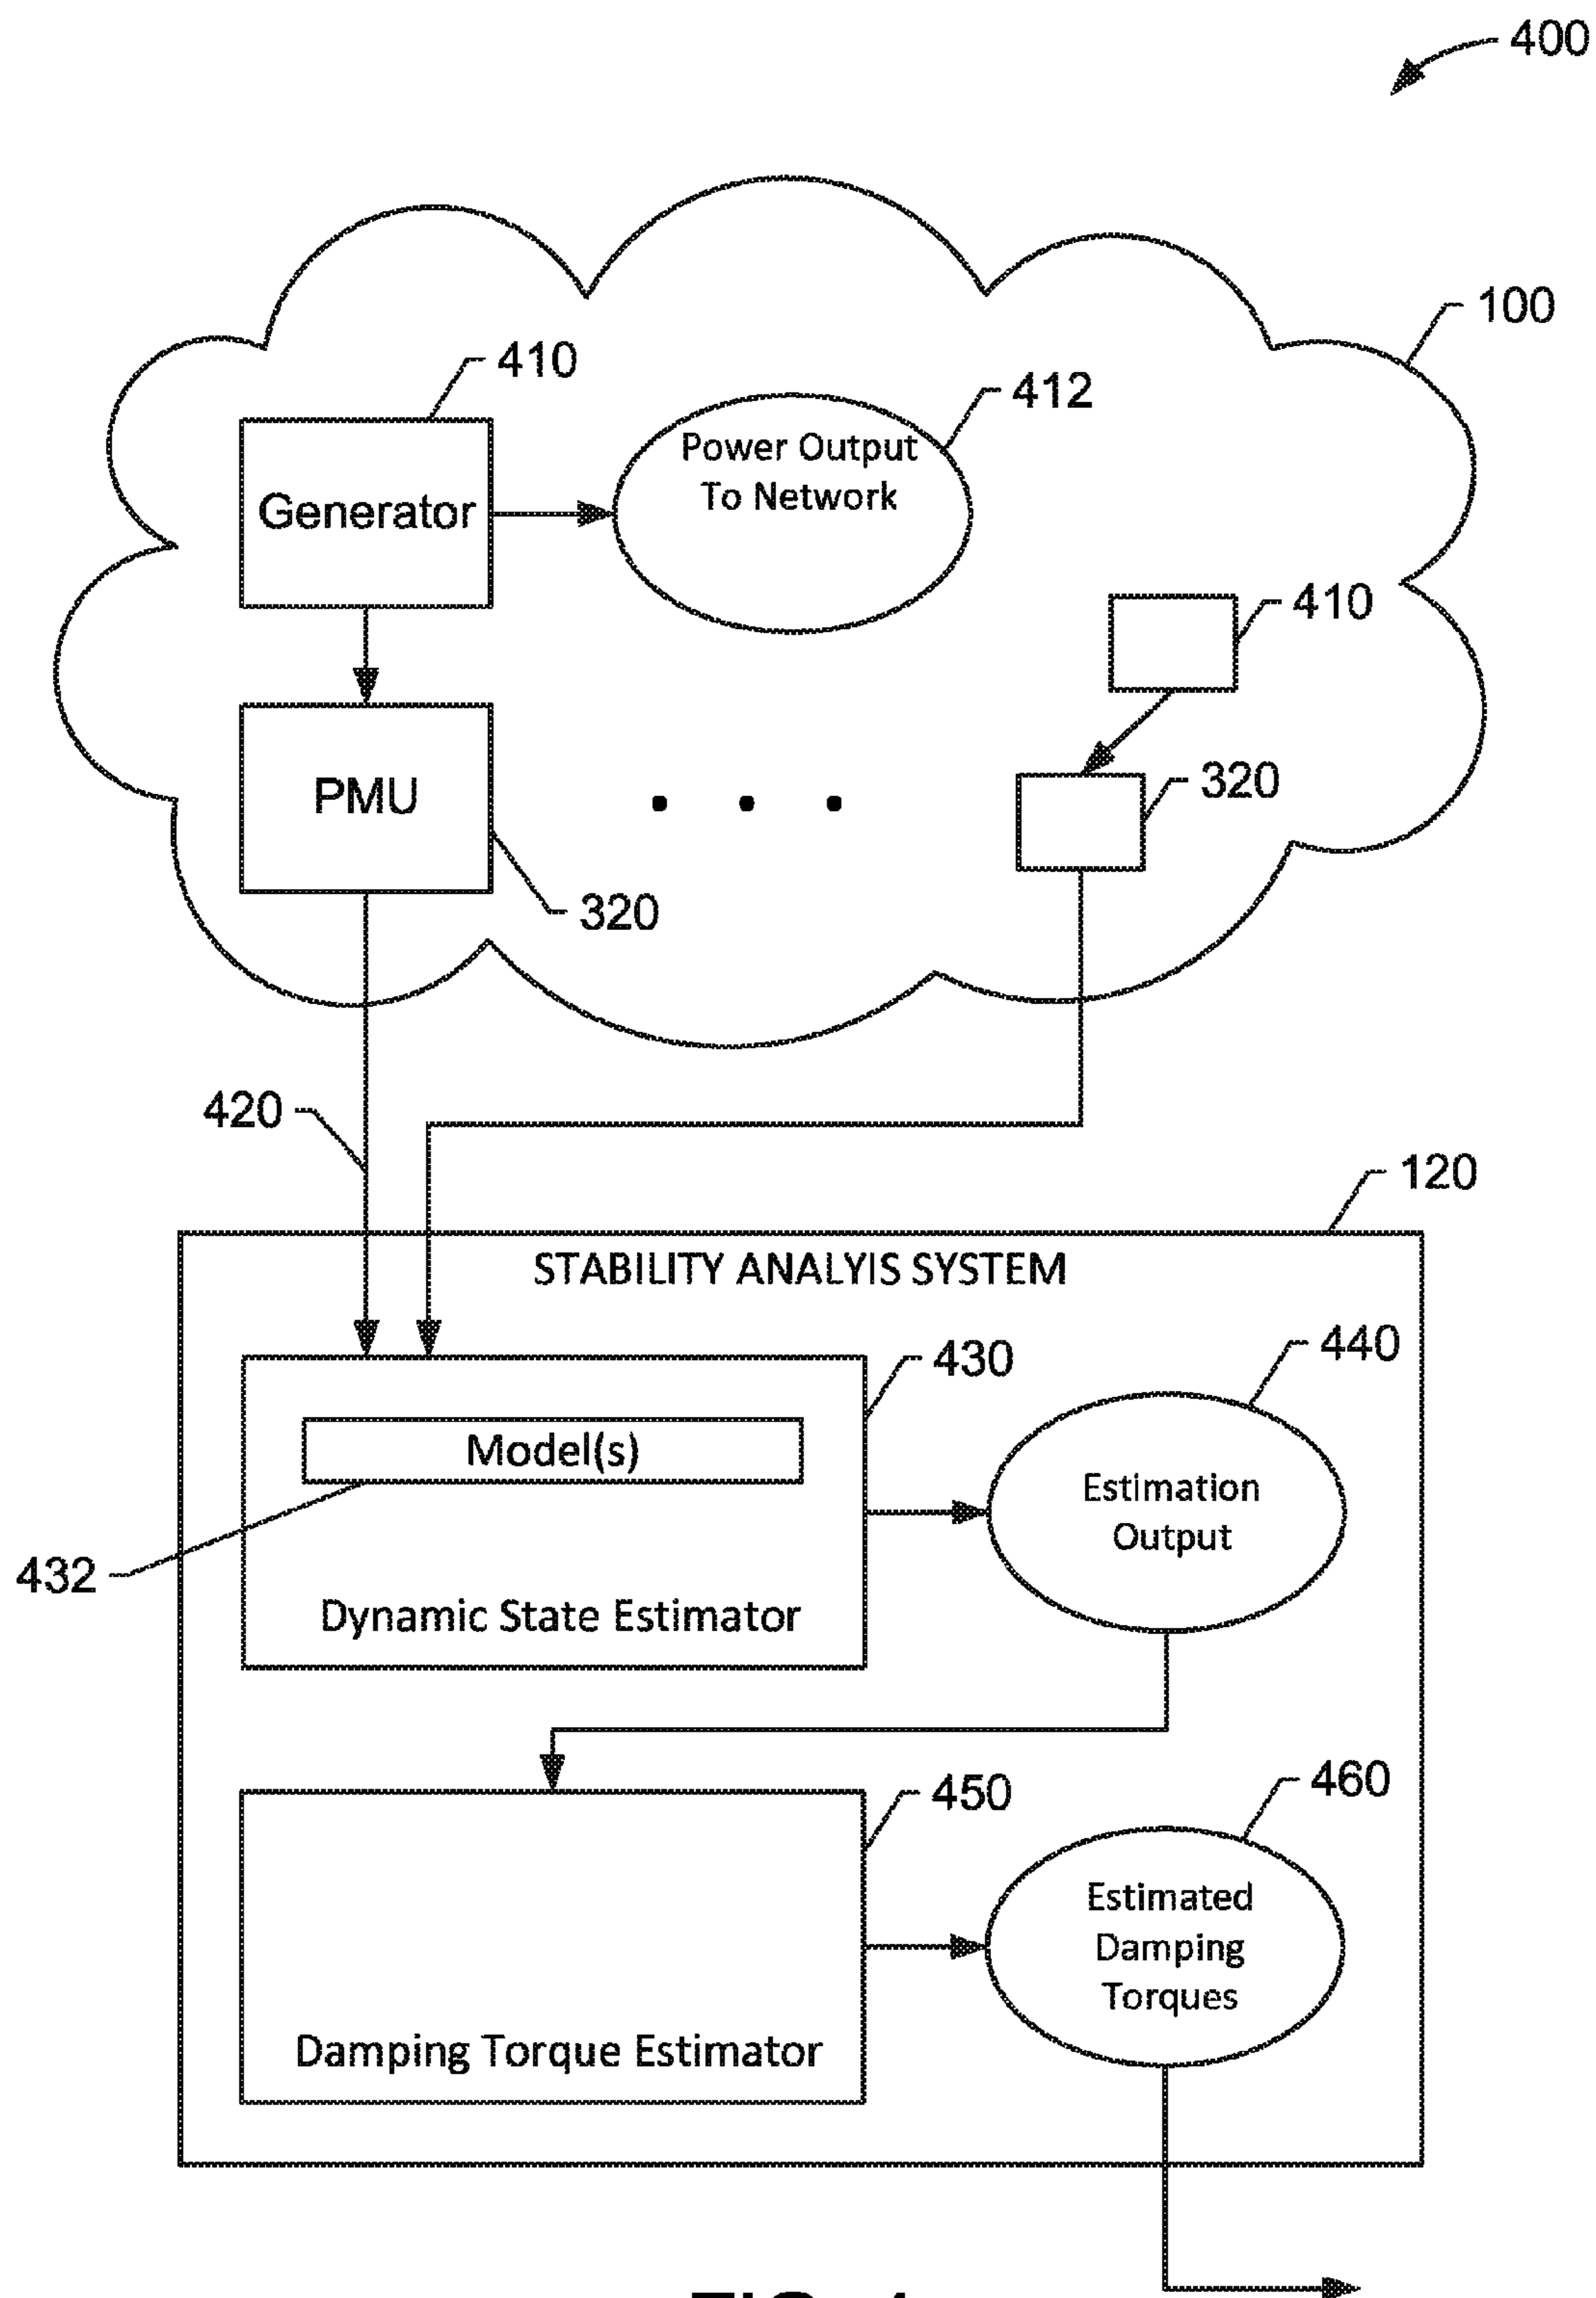 400
100
410
412
Power Output
To Network
Generator
410
PMU
320
320
420
120
STABILITY ANALYIS SYSTEM
430
440
Model(s)
Estimation
Output
432
Dynamic State Estimator
450
460
Estimated
Damping
Torques
Damping Torque Estimator